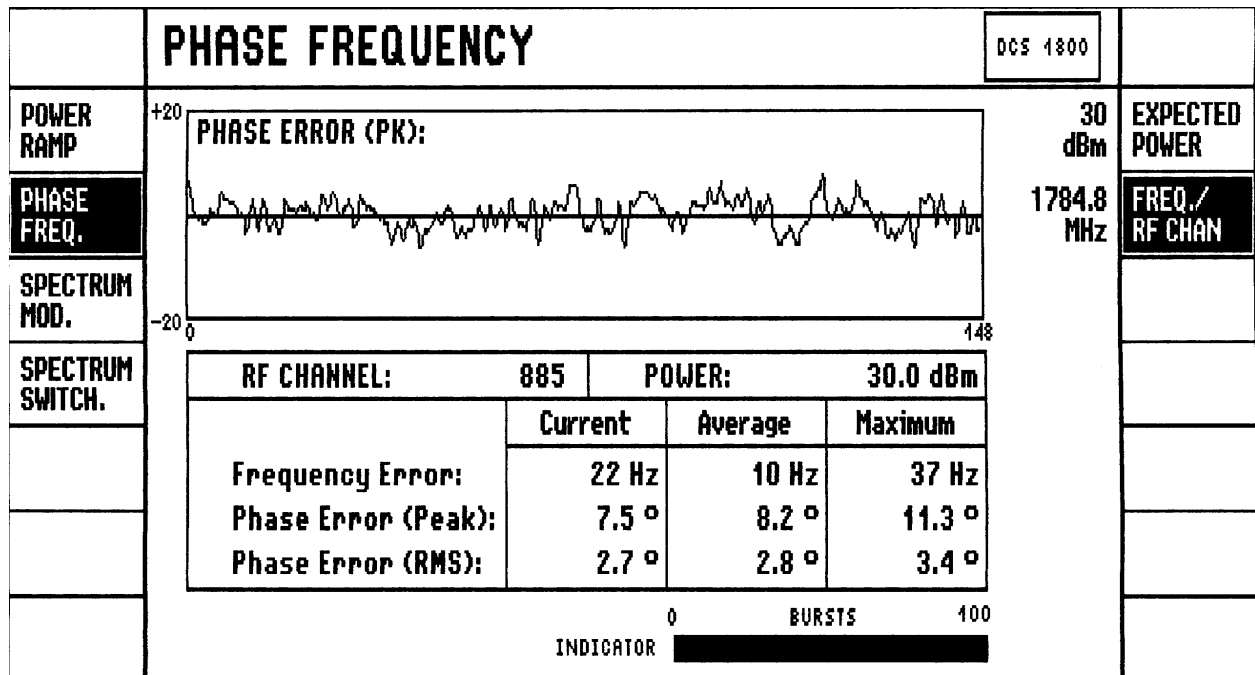 PHASE FREQUENCY
DCS 1800
POWER
RAMP
PHASE
FREQ.
SPECTRUM
MOD.
SPECTRUM
SWITCH.
+20
PHASE ERROR (PK):
-20
0
148
30
dBm
1784.8
MHz
EXPECTED
POWER
FREQ./
RF CHAN
RF CHANNEL: 885 POWER: 30.0 dBm
Current Average Maximum
Frequency Error: 22 Hz 10 Hz 37 Hz
Phase Error (Peak): 7.5 ° 8.2 ° 11.3 °
Phase Error (RMS): 2.7 ° 2.8 ° 3.4 °
0 BURSTS 100
INDICATOR